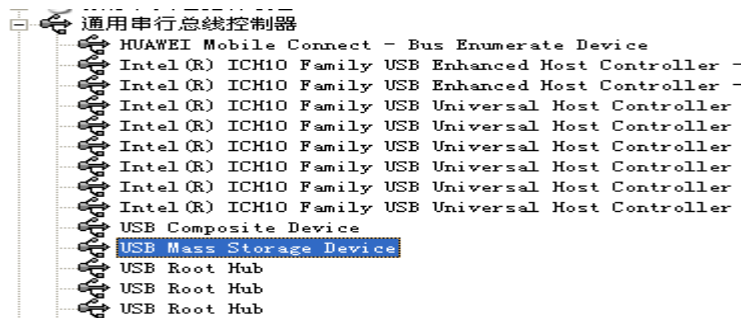 通用串行总线控制器
HUAWEI Mobile Connect - Bus Enumerate Device
Intel(R) ICH10 Family USB Enhanced Host Controller -
Intel(R) ICH10 Family USB Enhanced Host Controller -
Intel(R) ICH10 Family USB Universal Host Controller
Intel(R) ICH10 Family USB Universal Host Controller
Intel(R) ICH10 Family USB Universal Host Controller
Intel(R) ICH10 Family USB Universal Host Controller
Intel(R) ICH10 Family USB Universal Host Controller
Intel(R) ICH10 Family USB Universal Host Controller
USB Composite Device
USB Mass Storage Device
USB Root Hub
USB Root Hub
USB Root Hub